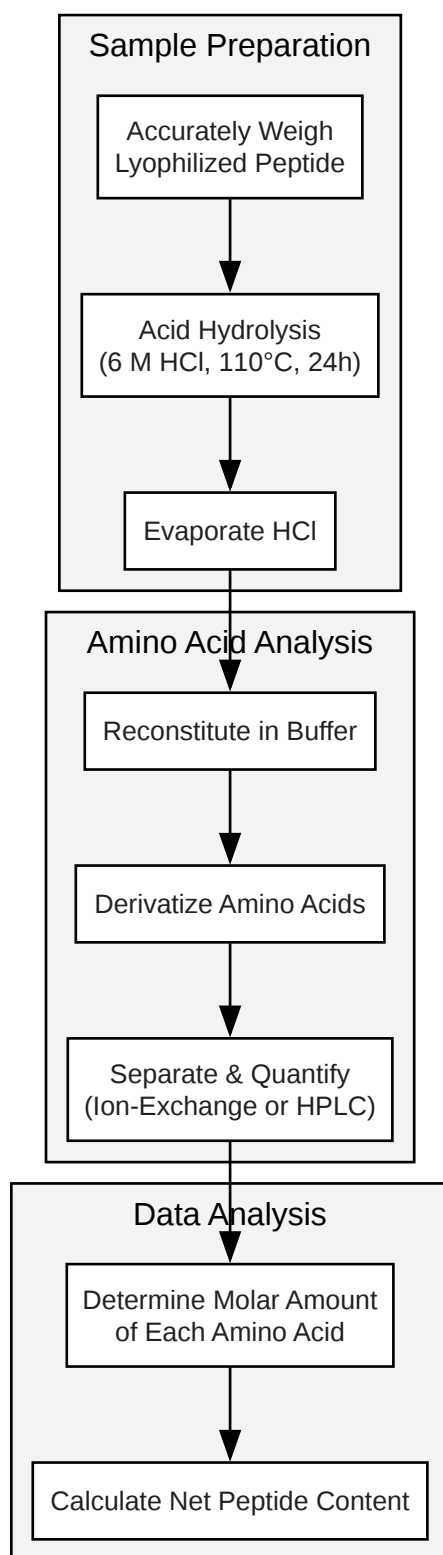 Sample Preparation
Accurately Weigh
Lyophilized Peptide
Acid Hydrolysis
(6 M HCl, 110°C, 24h)
Evaporate HCl
Amino Acid Analysis
Reconstitute in Buffer
Derivatize Amino Acids
Separate & Quantify
(Ion-Exchange or HPLC)
Data Analysis
Determine Molar Amount
of Each Amino Acid
Calculate Net Peptide Content